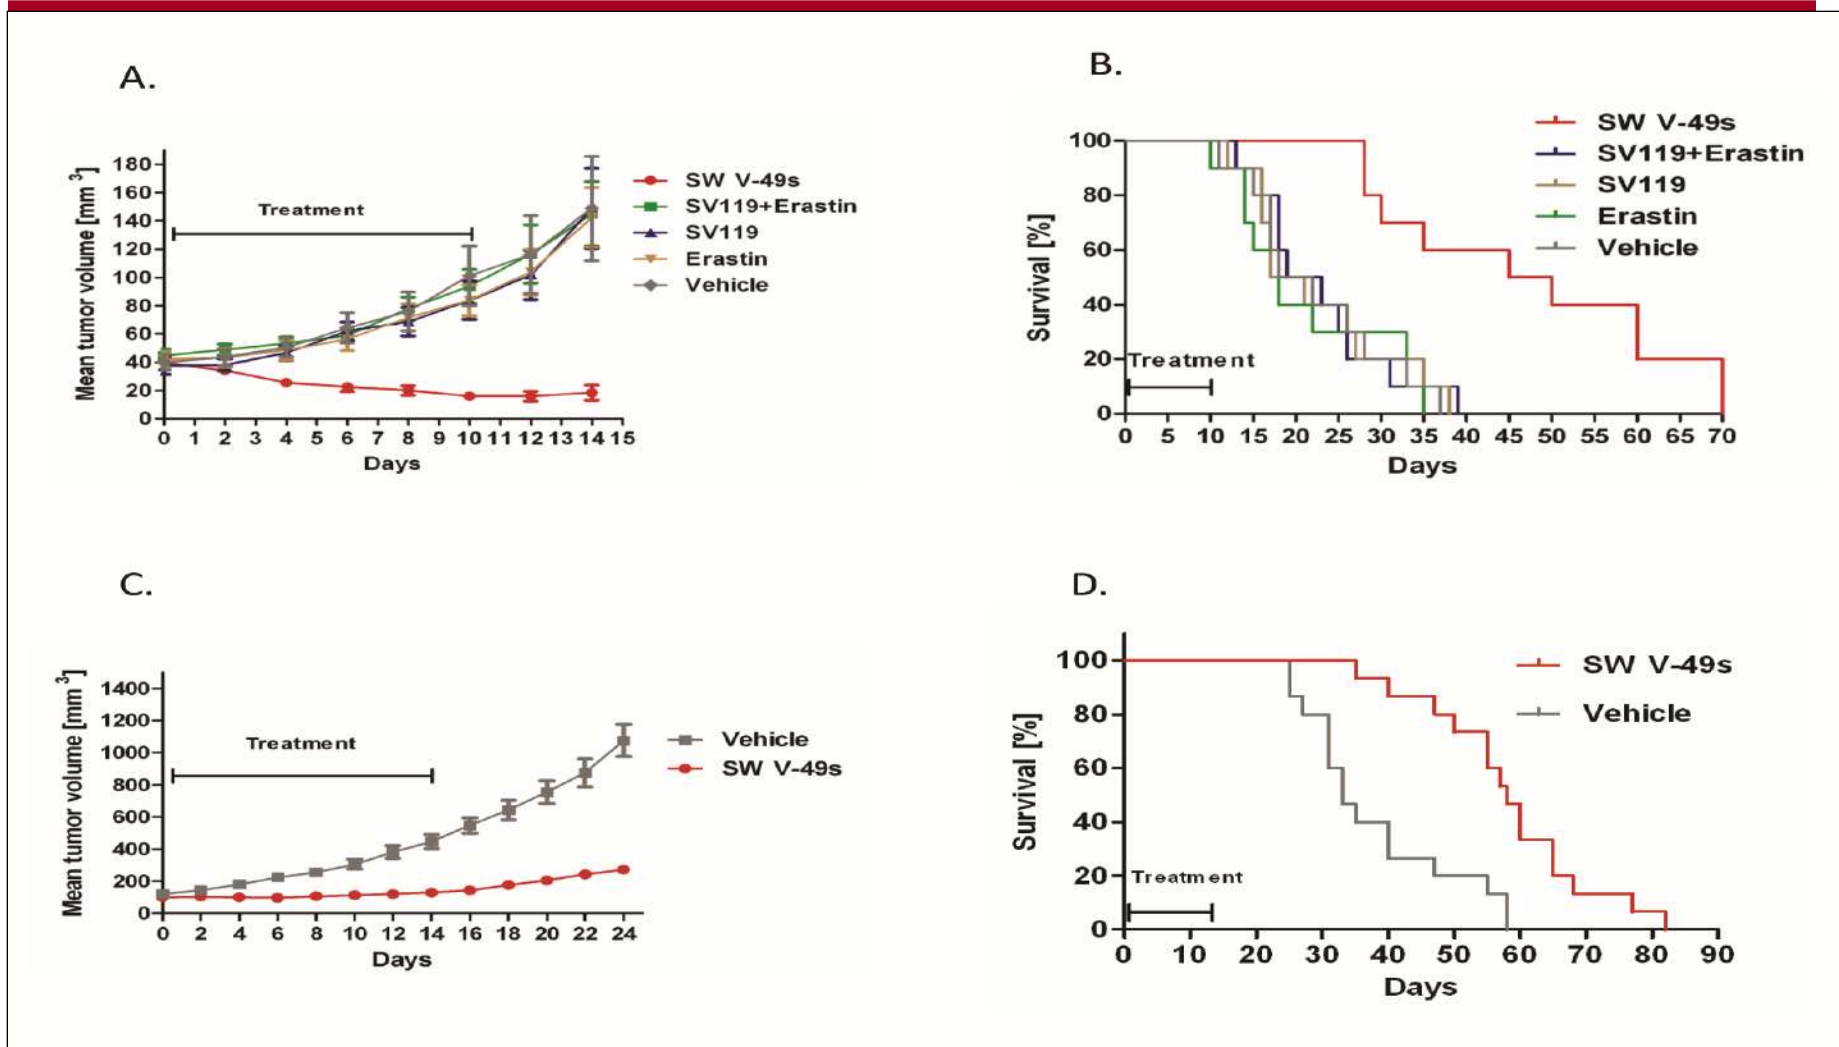 A.
Mean tumor volume [mm3]
180
160
140
120
100
80
60
40
20
0
Treatment
SW V-49s
SV119+Erastin
SV119
Erastin
Vehicle
0 1 2 3 4 5 6 7 8 9 10 11 12 13 14 15
Days
B.
Survival [%]
100
80
60
40
20
0
Treatment
SW V-49s
SV119+Erastin
SV119
Erastin
Vehicle
0 5 10 15 20 25 30 35 40 45 50 55 60 65 70
Days
C.
Mean tumor volume [mm3]
1400
1200
1000
800
600
400
200
0
Treatment
Vehicle
SW V-49s
0 2 4 6 8 10 12 14 16 18 20 22 24
Days
D.
Survival [%]
100
80
60
40
20
0
Treatment
SW V-49s
Vehicle
0 10 20 30 40 50 60 70 80 90
Days